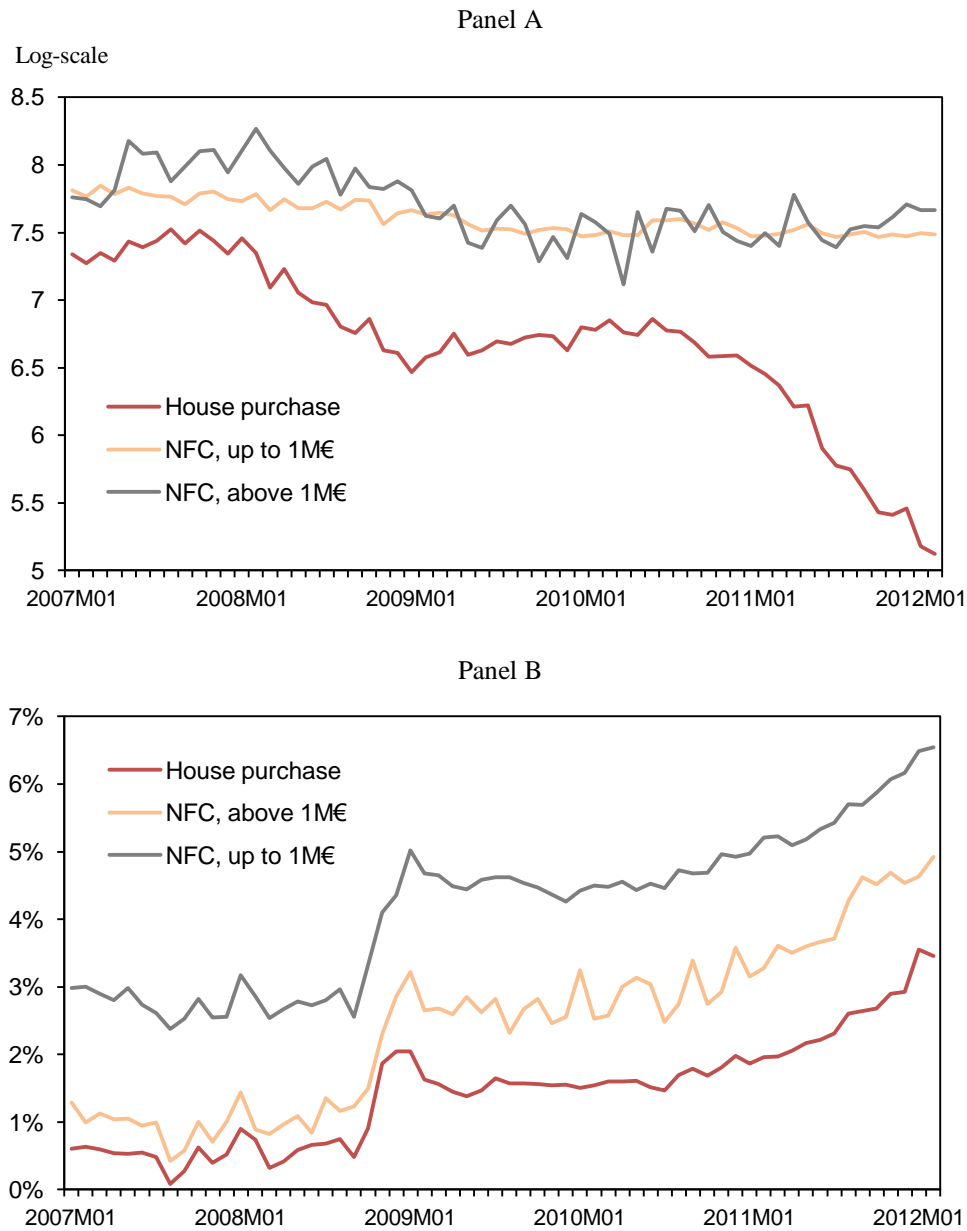 Panel A
Log-scale
8.5
8
7.5
7
6.5
6
5.5
5
House purchase
NFC, up to 1M€
NFC, above 1M€
2007M01 2008M01 2009M01 2010M01 2011M01 2012M01
Panel B
7%
6%
5%
4%
3%
2%
1%
0%
House purchase
NFC, above 1M€
NFC, up to 1M€
2007M01 2008M01 2009M01 2010M01 2011M01 2012M01